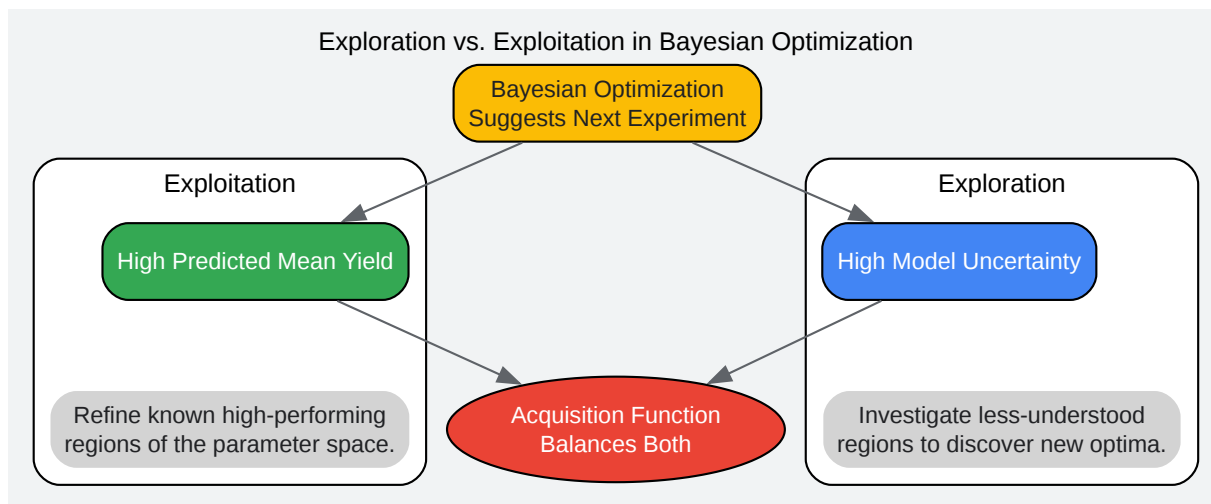 Exploration vs. Exploitation in Bayesian Optimization
Bayesian Optimization
Suggests Next Experiment
Exploitation
High Predicted Mean Yield
Refine known high-performing
regions of the parameter space.
Exploration
High Model Uncertainty
Investigate less-understood
regions to discover new optima.
Acquisition Function
Balances Both